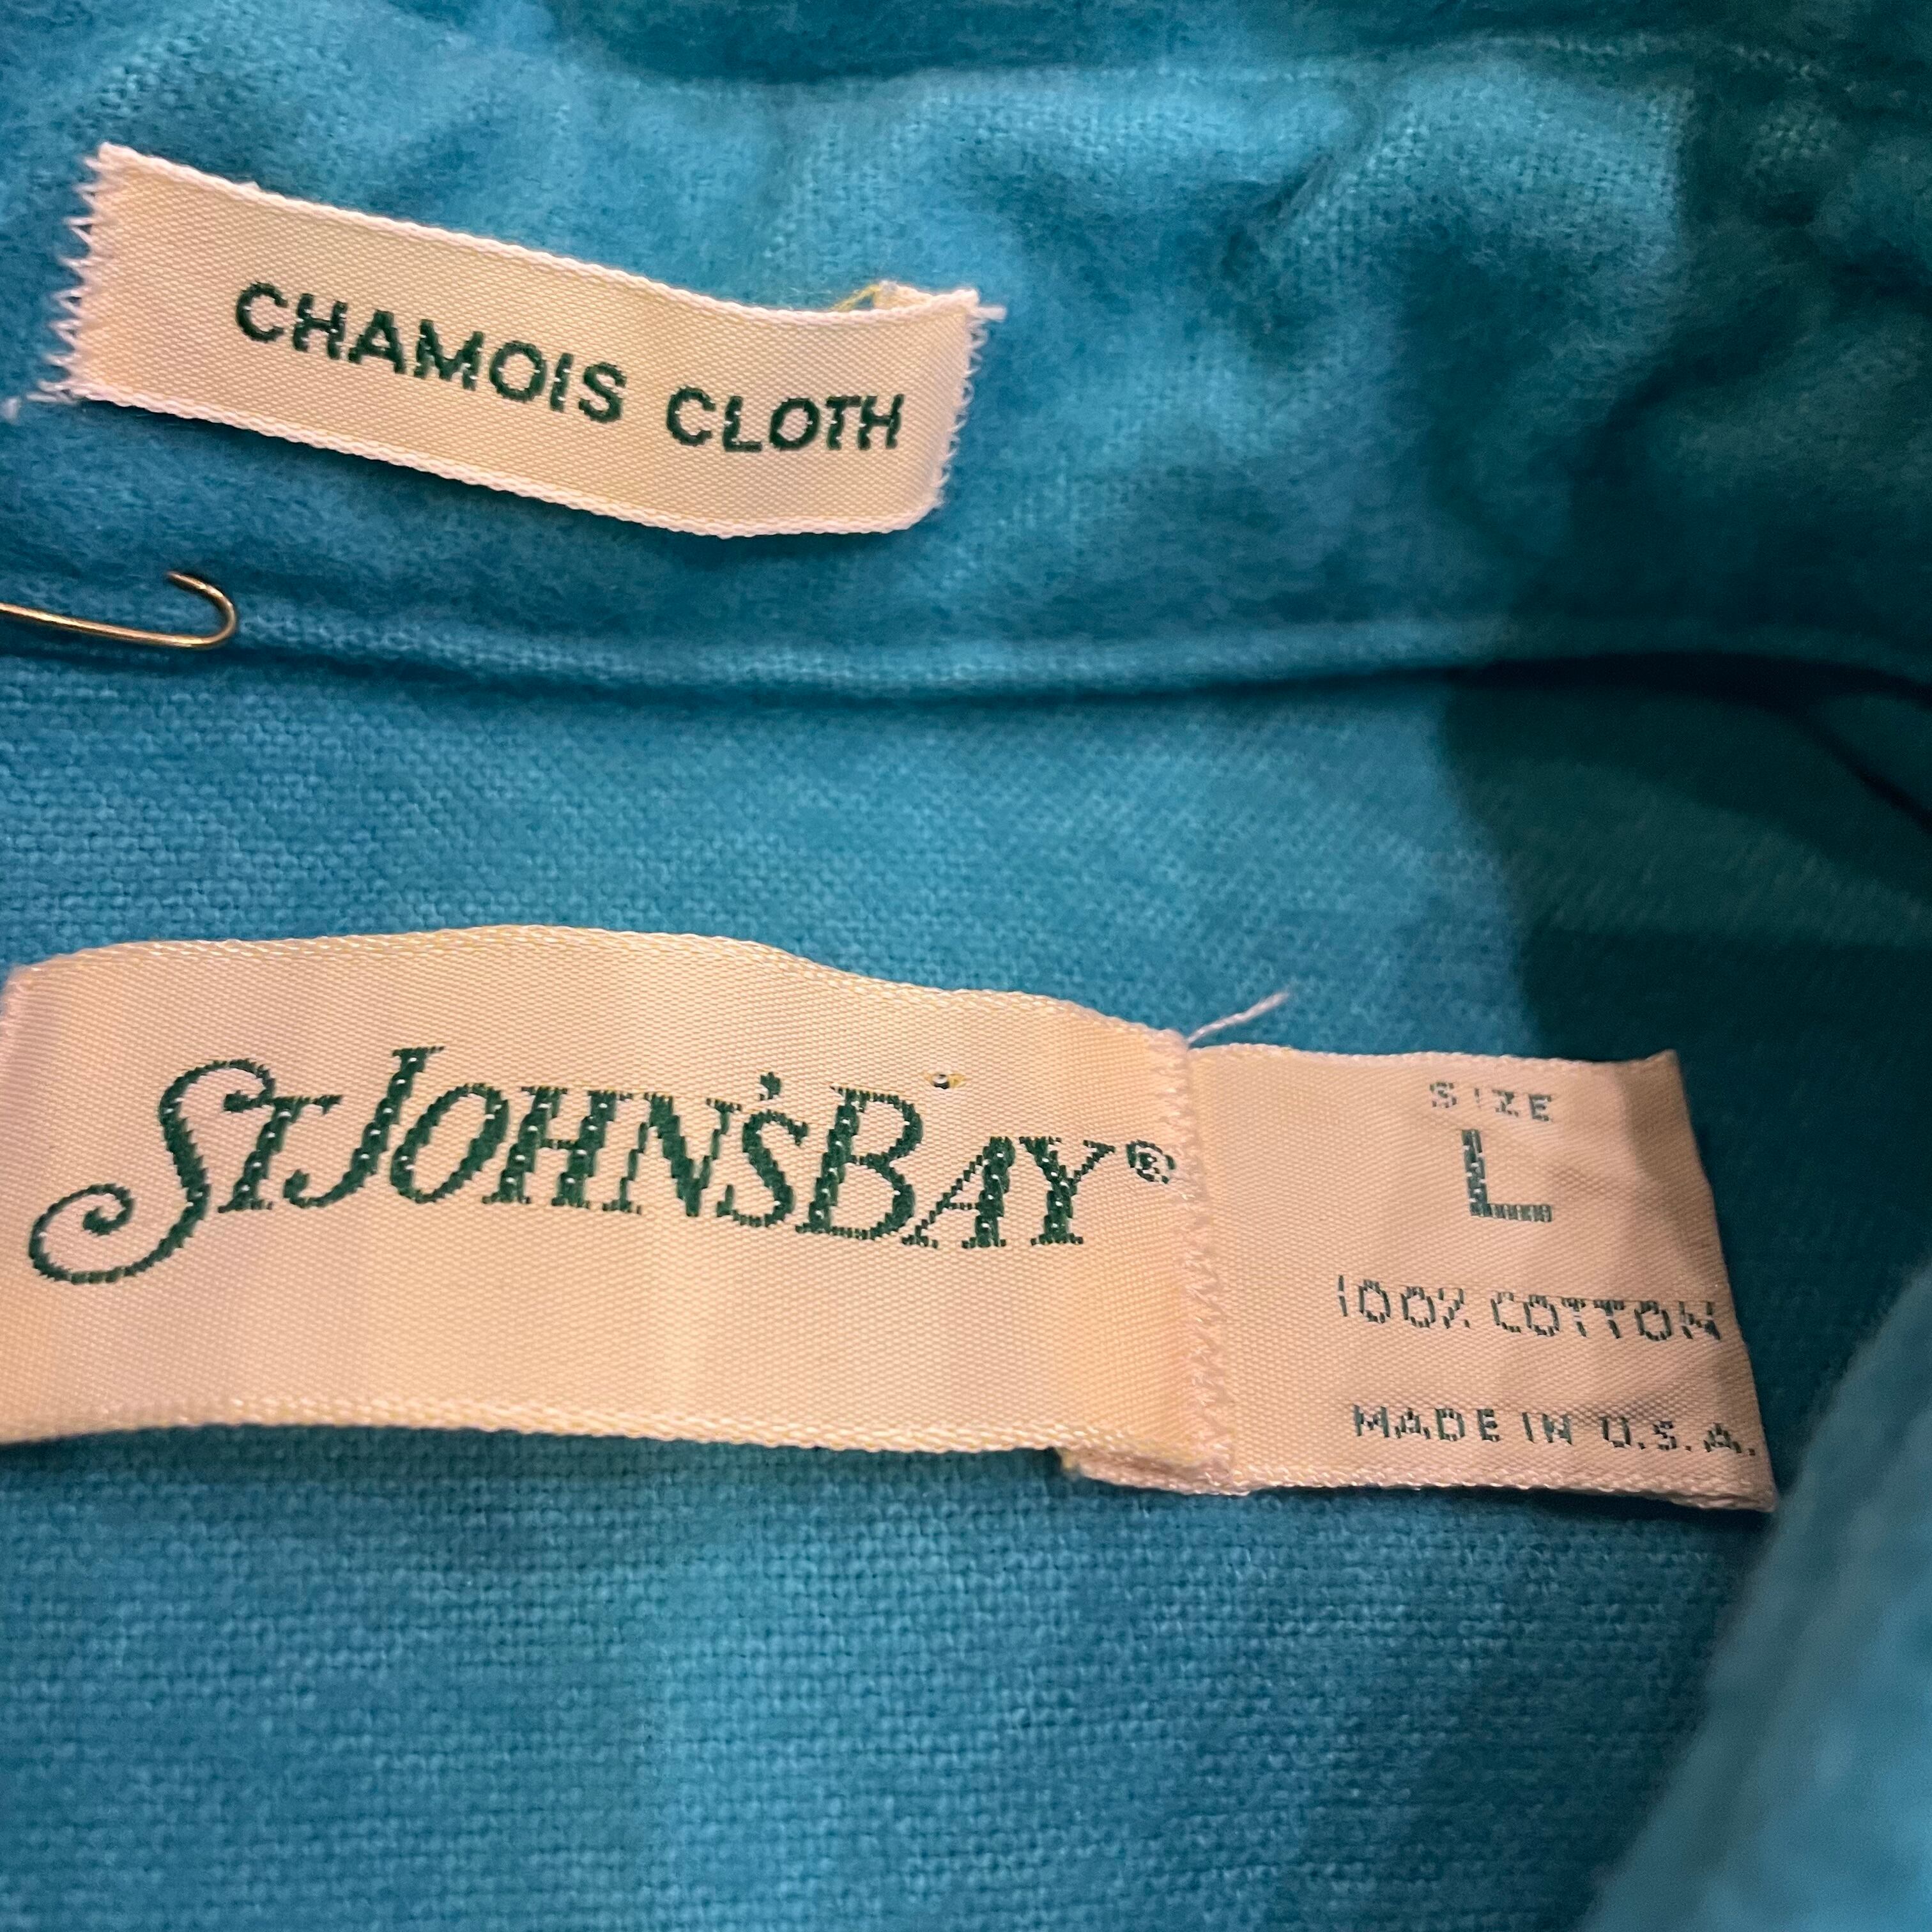 CHAMOIS CLOTH
ST JOHN'S BAY®
SIZE
L
100% COTTON
MADE IN U.S.A.